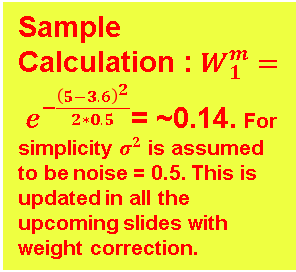 Sample
Calculation : W₁ᵐ =
e^{-\frac{(5-3.6)^2}{2*0.5}} = ~0.14. For
simplicity σ² is assumed
to be noise = 0.5. This is
updated in all the
upcoming slides with
weight correction.